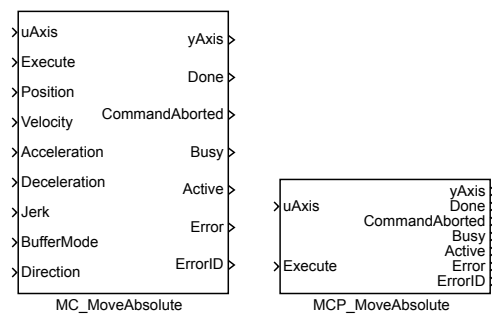 uAxis
Execute
Position
Velocity
Acceleration
Deceleration
Jerk
BufferMode
Direction
yAxis
Done
CommandAborted
Busy
Active
Error
ErrorID
MC_MoveAbsolute
uAxis
Execute
yAxis
Done
CommandAborted
Busy
Active
Error
ErrorID
MCP_MoveAbsolute